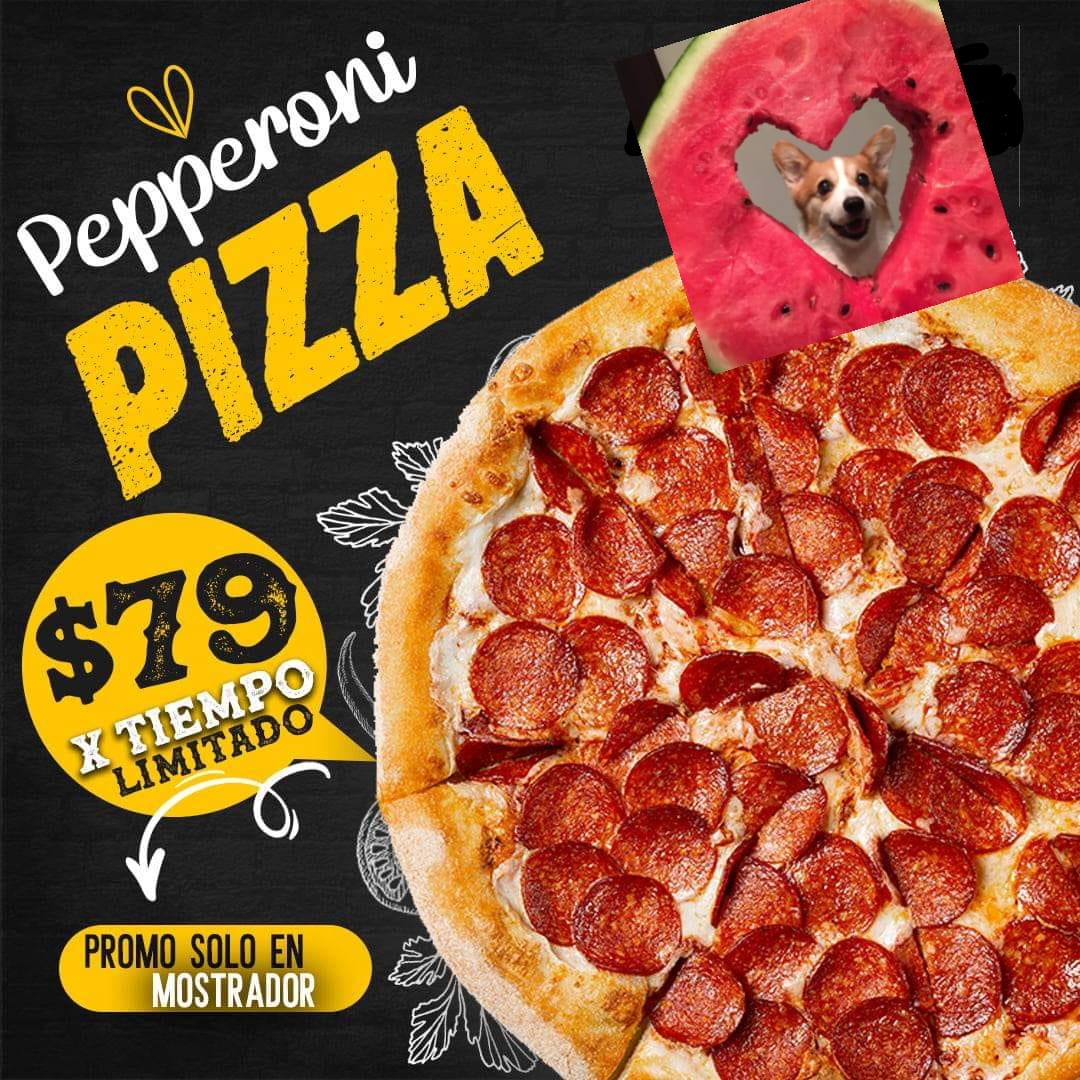 Pepperoni
PIZZA
$79
X TIEMPO
LIMITADO
PROMO SOLO EN
MOSTRADOR